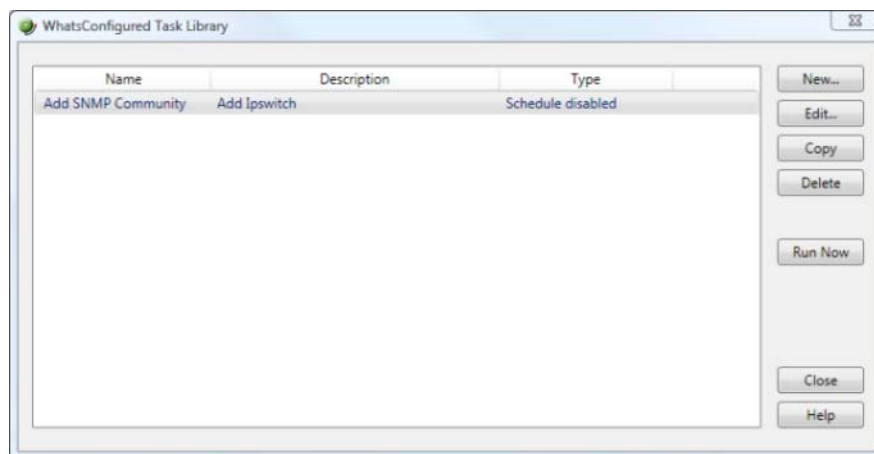 WhatsConfigured Task Library
Name Description Type
Add SNMP Community Add Ipswitch Schedule disabled
New...
Edit...
Copy
Delete
Run Now
Close
Help